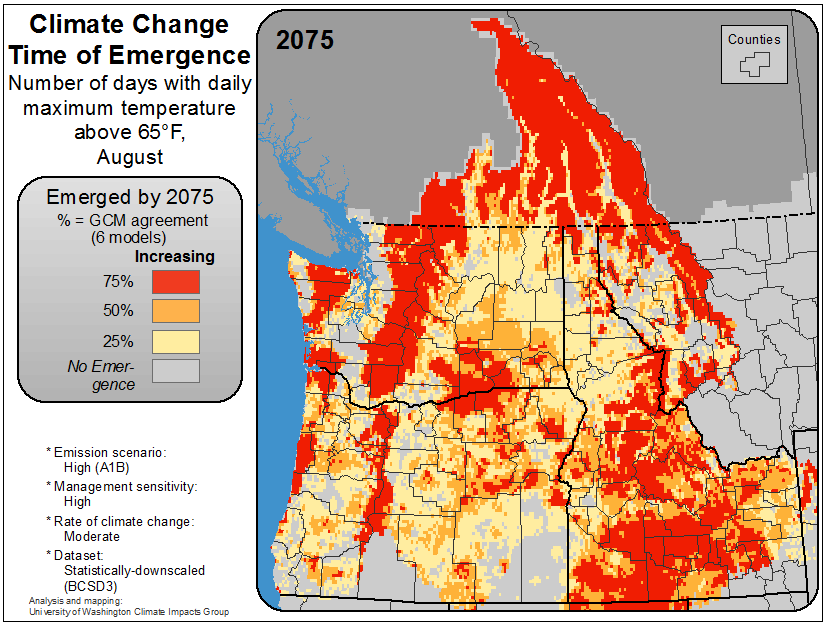 Climate Change
Time of Emergence
Number of days with daily
maximum temperature
above 65°F,
August
Emerged by 2075
% = GCM agreement
(6 models)
Increasing
75%
50%
25%
No Emer-
gence
* Emission scenario:
High (A1B)
* Management sensitivity:
High
* Rate of climate change:
Moderate
* Dataset:
Statistically-downscaled
(BCSD3)
Analysis and mapping:
University of Washington Climate Impacts Group
2075
Counties